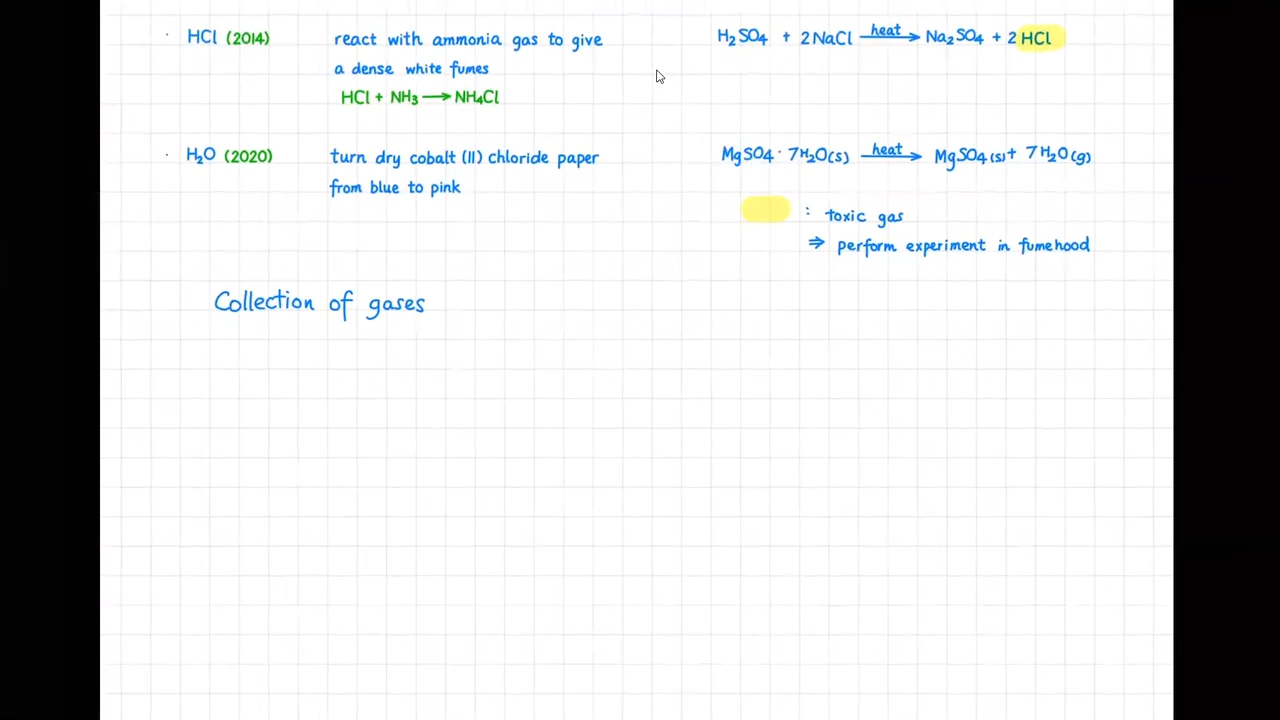 · HCl (2014) react with ammonia gas to give H₂SO₄ + 2NaCl —heat→ Na₂SO₄ + 2 HCl
a dense white fumes
HCl + NH₃ ⟶ NH₄Cl
· H₂O (2020) turn dry cobalt (II) chloride paper MgSO₄ · 7H₂O(s) —heat→ MgSO₄(s) + 7H₂O(g)
from blue to pink
: toxic gas
⇒ perform experiment in fumehood
Collection of gases